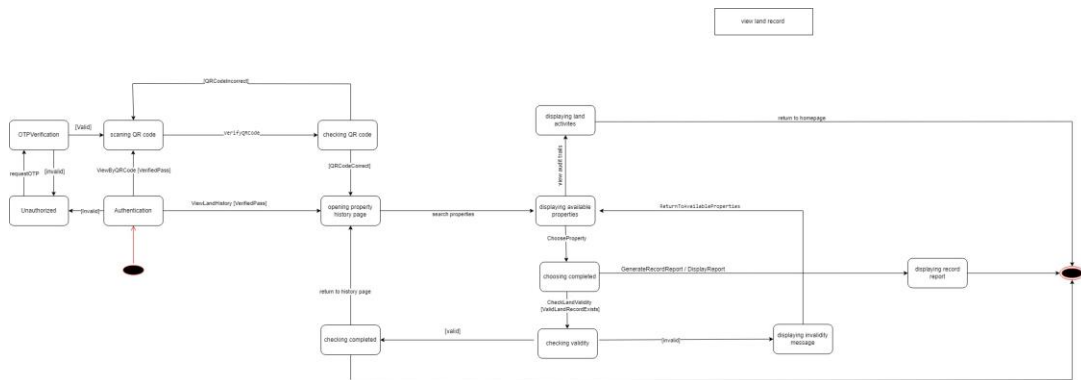 view land record
[QRCodeIncorrect]
OTPVerification
[Valid]
scaning QR code
VerifyQRCode
checking QR code
displaying land
activites
return to homepage
requestOTP
[invalid]
ViewByQRCode [VerifiedPass]
[QRCodeCorrect]
view audit trails
Unauthorized
[Invalid]
Authentication
ViewLandHistory [VerifiedPass]
opening property
history page
search properties
displaying available
properties
ReturnToAvailableProperties
ChooseProperty
choosing completed
GenerateRecordReport / DisplayReport
displaying record
report
return to history page
CheckLandValidity
[ValidLandRecordExists]
checking completed
[valid]
checking validity
[invalid]
displaying invalidity
message